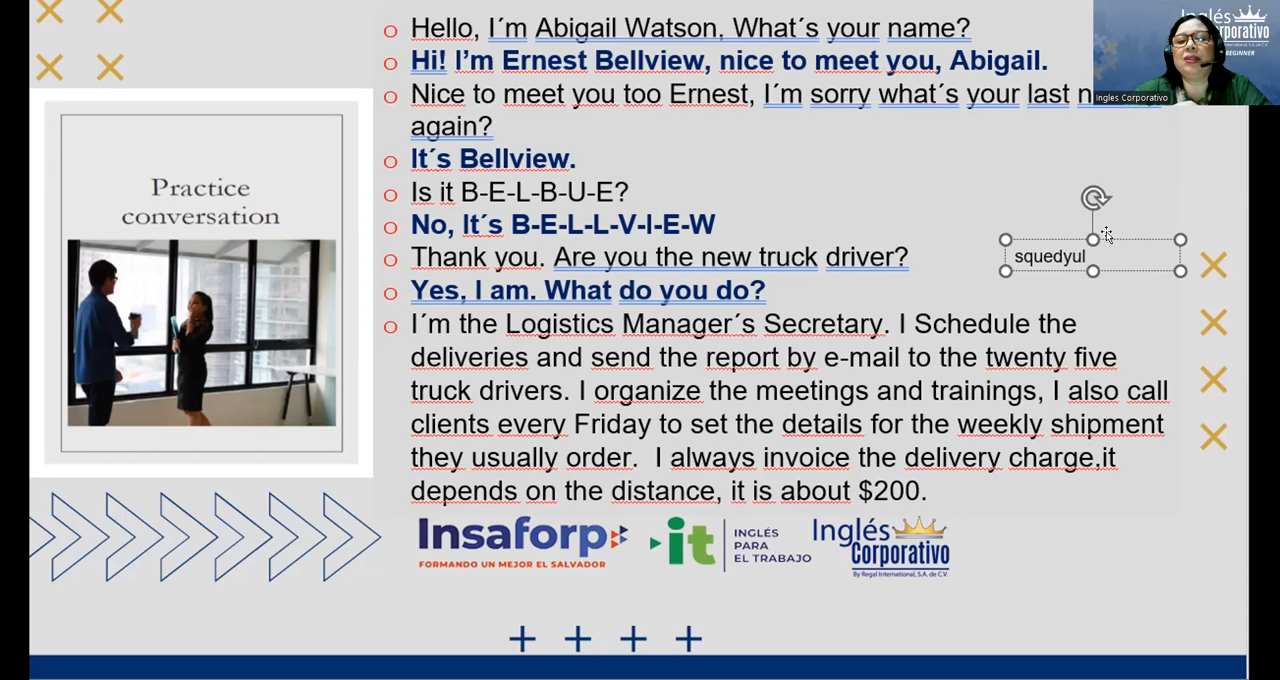 Hello, I´m Abigail Watson, What´s your name?
Hi! I’m Ernest Bellview, nice to meet you, Abigail.
Nice to meet you too Ernest, I´m sorry what´s your last
again?
It´s Bellview.
Is it B-E-L-B-U-E?
No, It´s B-E-L-L-V-I-E-W
Thank you. Are you the new truck driver?
Yes, I am. What do you do?
I´m the Logistics Manager´s Secretary. I Schedule the
deliveries and send the report by e-mail to the twenty five
truck drivers. I organize the meetings and trainings, I also call
clients every Friday to set the details for the weekly shipment
they usually order. I always invoice the delivery charge,it
depends on the distance, it is about $200.
Practice
conversation
squedyul
Inglés
Corporativo
BEGINNER
Ingles Corporativo
Insaforp
FORMANDO UN MEJOR EL SALVADOR
it
INGLÉS
PARA
EL TRABAJO
Inglés
Corporativo
By Regal International, S.A. de C.V.